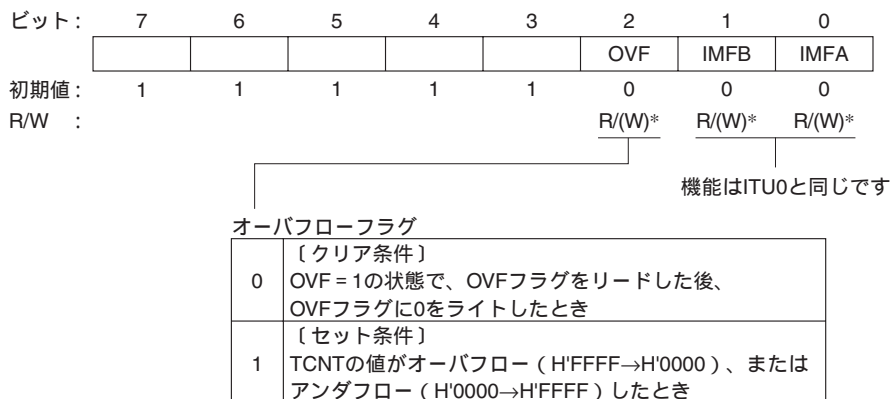 ビット： 7 6 5 4 3 2 1 0
OVF IMFB IMFA
初期値： 1 1 1 1 1 0 0 0
R/W ： R/(W)* R/(W)* R/(W)*
機能はITU0と同じです
オーバフローフラグ
〔クリア条件〕
0 OVF = 1の状態で、OVFフラグをリードした後、
OVFフラグに0をライトしたとき
〔セット条件〕
1 TCNTの値がオーバフロー（H'FFFF→H'0000）、または
アンダフロー（H'0000→H'FFFF）したとき